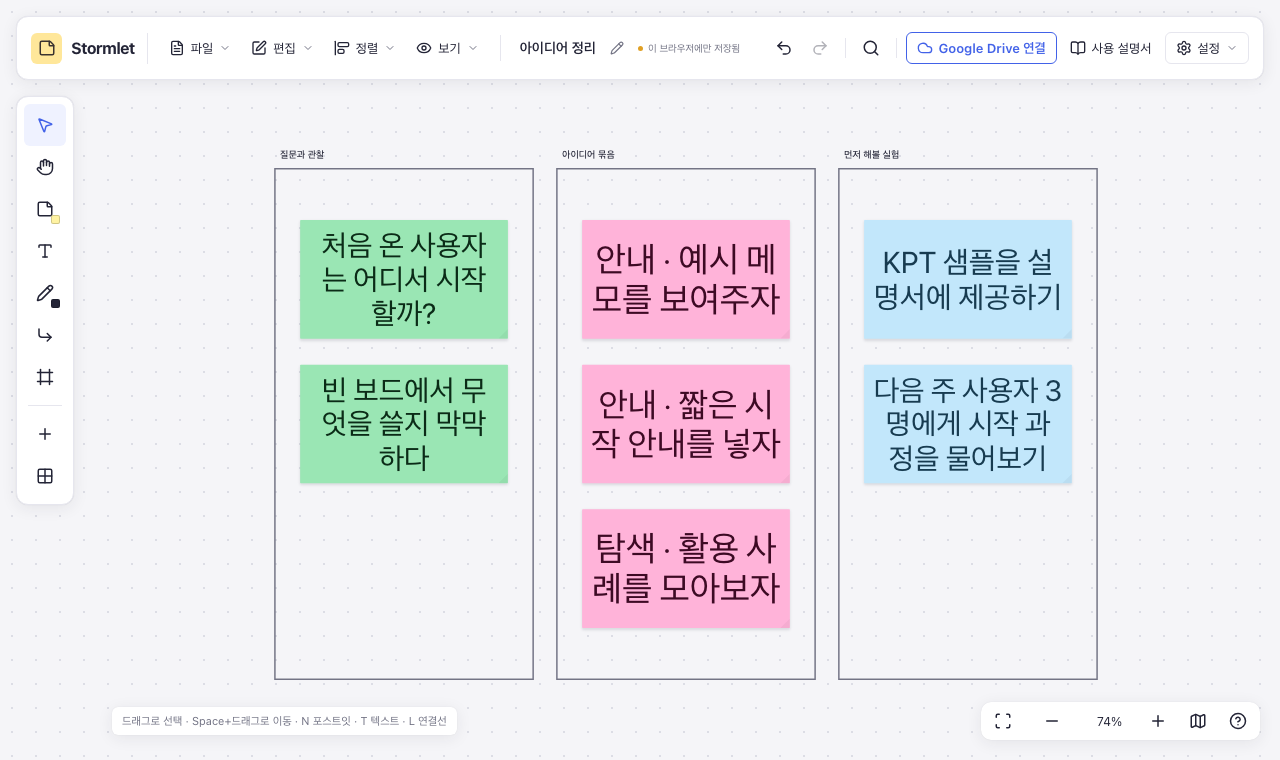 Stormlet
파일
편집
정렬
보기
아이디어 정리
이 브라우저에만 저장됨
Google Drive 연결
사용 설명서
설정
질문과 관찰
처음 온 사용자
는 어디서 시작
할까?
빈 보드에서 무
엇을 쓸지 막막
하다
아이디어 묶음
안내 · 예시 메
모를 보여주자
안내 · 짧은 시
작 안내를 넣자
탐색 · 활용 사
례를 모아보자
먼저 해볼 실험
KPT 샘플을 설
명서에 제공하기
다음 주 사용자 3
명에게 시작 과
정을 물어보기
드래그로 선택 · Space+드래그로 이동 · N 포스트잇 · T 텍스트 · L 연결선
74%